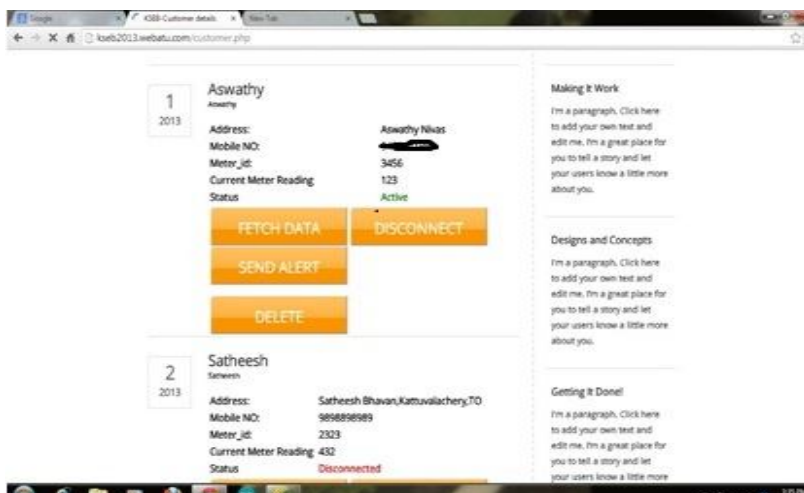 Google
KSEB-Customer details
New Tab
kseb2013.webatu.com/customer.php
1
2013
Aswathy
Aswathy
Address: Aswathy Nivas
Mobile NO:
Meter_id: 3456
Current Meter Reading 123
Status Active
FETCH DATA DISCONNECT
SEND ALERT
DELETE
2
2013
Satheesh
Satheesh
Address: Satheesh Bhavan,Kattuvalachery,TO
Mobile NO: 9898898989
Meter_id: 2323
Current Meter Reading 432
Status Disconnected
Making It Work
I'm a paragraph. Click here
to add your own text and
edit me. I'm a great place for
you to tell a story and let
your users know a little more
about you.
Designs and Concepts
I'm a paragraph. Click here
to add your own text and
edit me. I'm a great place for
you to tell a story and let
your users know a little more
about you.
Getting It Done!
I'm a paragraph. Click here
to add your own text and
edit me. I'm a great place for
you to tell a story and let
your users know a little more